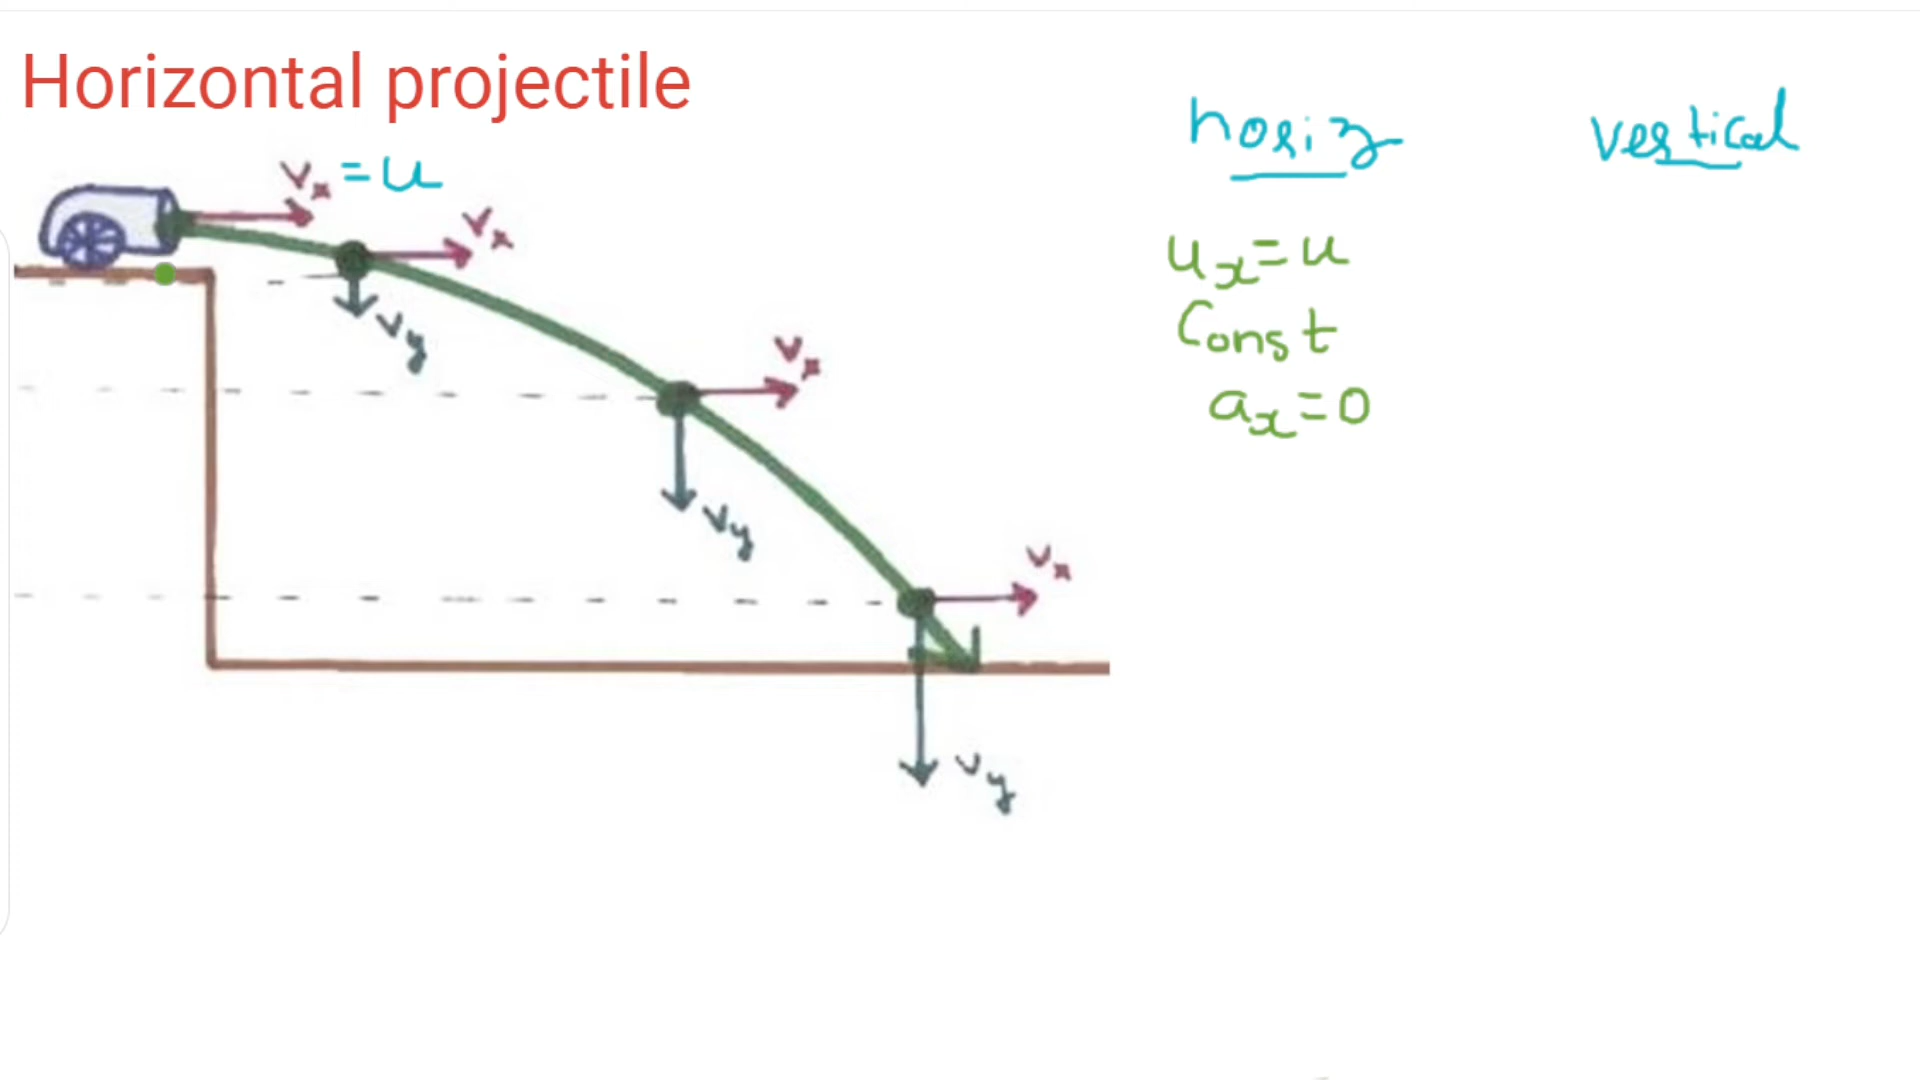 Horizontal projectile
horiz
vertical
vx = u
vx
vy
ux = u
Const
ax = 0
vx
vy
vx
vy